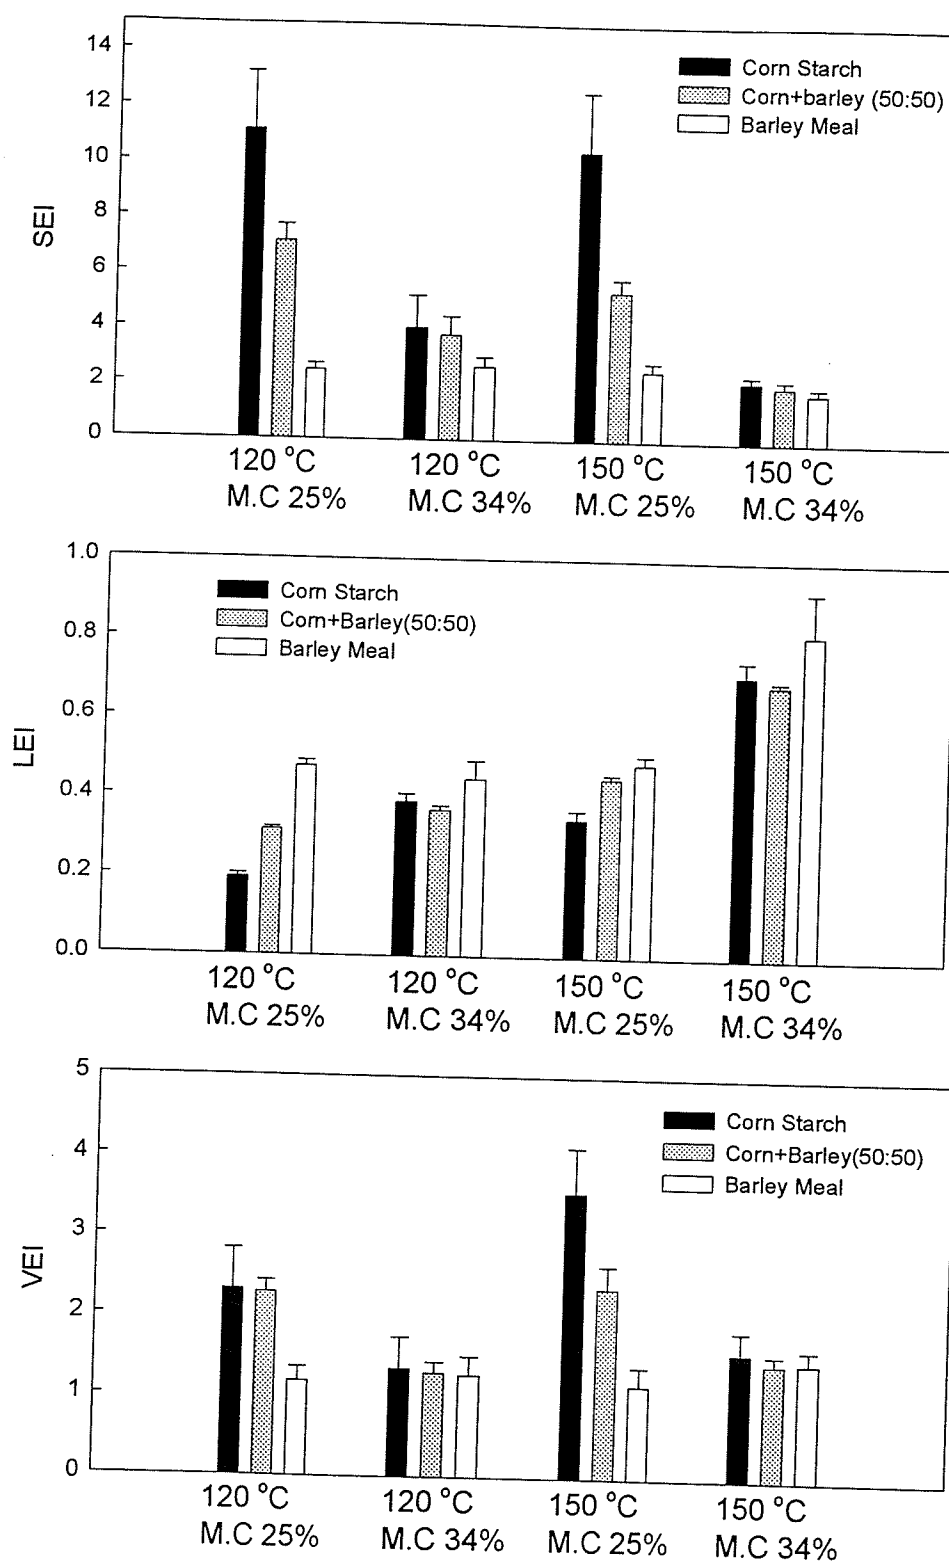 14
12
10
8
6
4
2
0
SEI
Corn Starch
Corn+barley (50:50)
Barley Meal
120 °C
M.C 25%
120 °C
M.C 34%
150 °C
M.C 25%
150 °C
M.C 34%
1.0
0.8
0.6
0.4
0.2
0.0
LEI
Corn Starch
Corn+Barley(50:50)
Barley Meal
120 °C
M.C 25%
120 °C
M.C 34%
150 °C
M.C 25%
150 °C
M.C 34%
5
4
3
2
1
0
VEI
Corn Starch
Corn+Barley(50:50)
Barley Meal
120 °C
M.C 25%
120 °C
M.C 34%
150 °C
M.C 25%
150 °C
M.C 34%